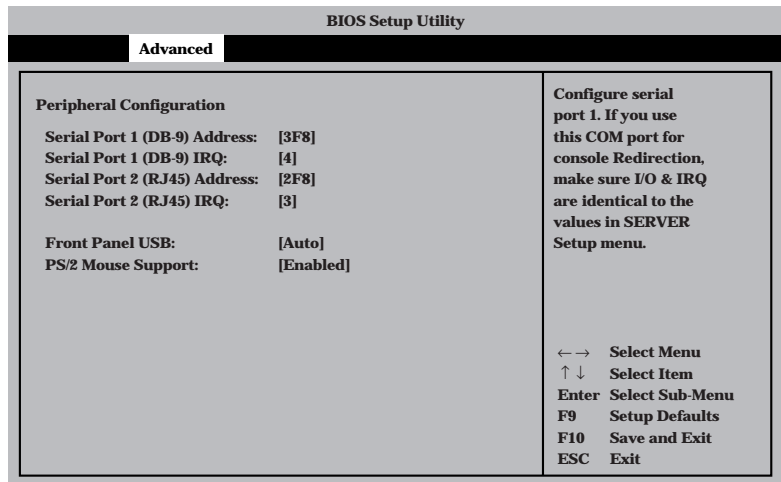 BIOS Setup Utility
Advanced
Peripheral Configuration
Serial Port 1 (DB-9) Address: [3F8]
Serial Port 1 (DB-9) IRQ: [4]
Serial Port 2 (RJ45) Address: [2F8]
Serial Port 2 (RJ45) IRQ: [3]
Front Panel USB: [Auto]
PS/2 Mouse Support: [Enabled]
Configure serial
port 1. If you use
this COM port for
console Redirection,
make sure I/O & IRQ
are identical to the
values in SERVER
Setup menu.
←→ Select Menu
↑↓ Select Item
Enter Select Sub-Menu
F9 Setup Defaults
F10 Save and Exit
ESC Exit